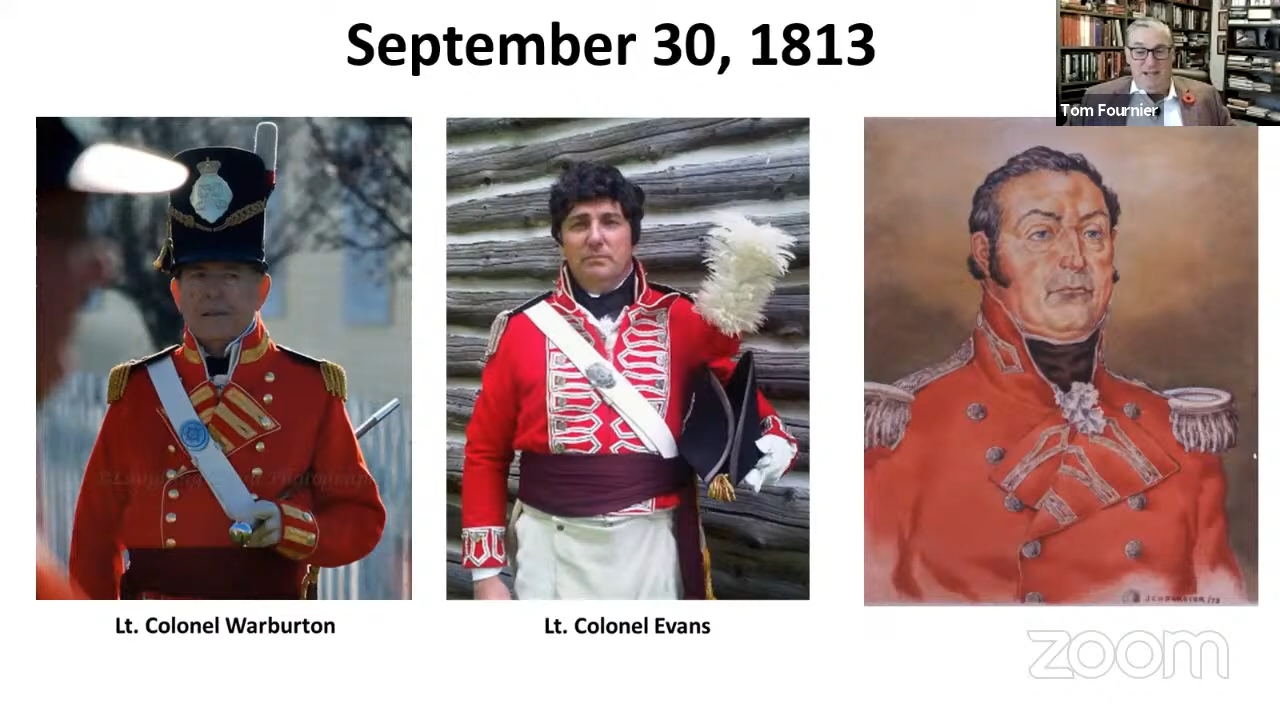 September 30, 1813
Tom Fournier
Lt. Colonel Warburton
Lt. Colonel Evans
zoom